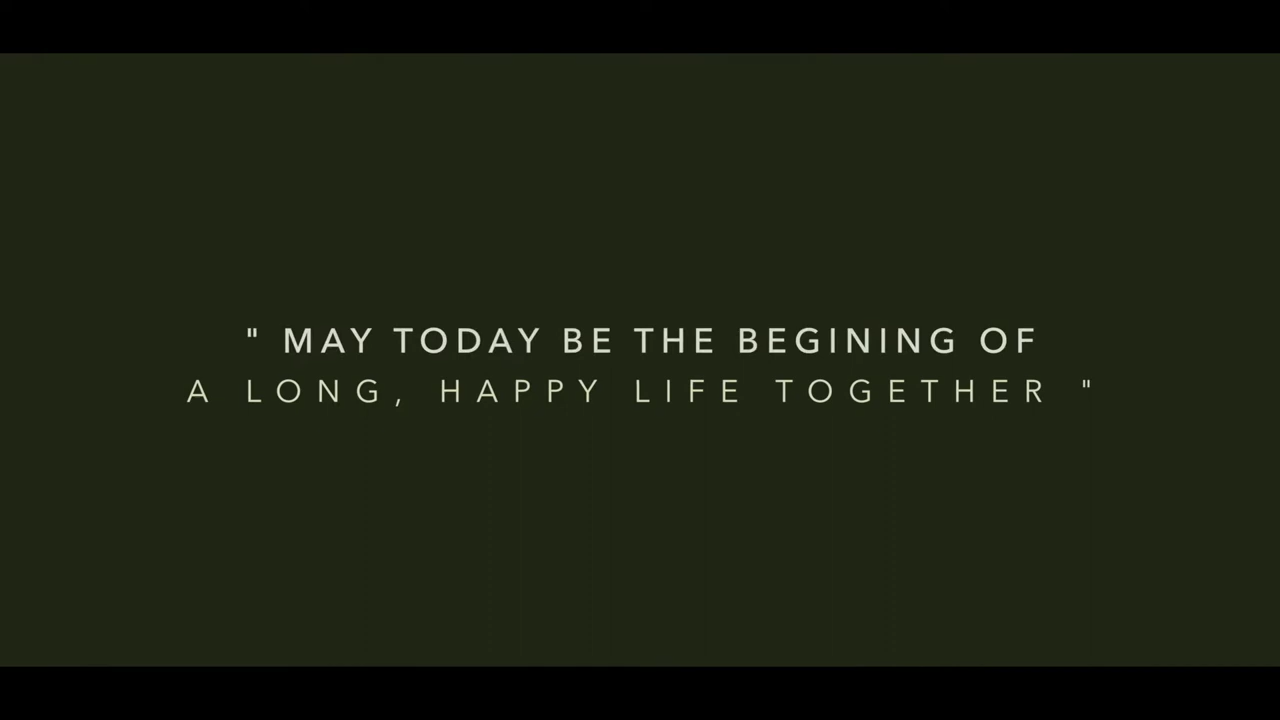 " MAY TODAY BE THE BEGINING OF
A LONG, HAPPY LIFE TOGETHER "